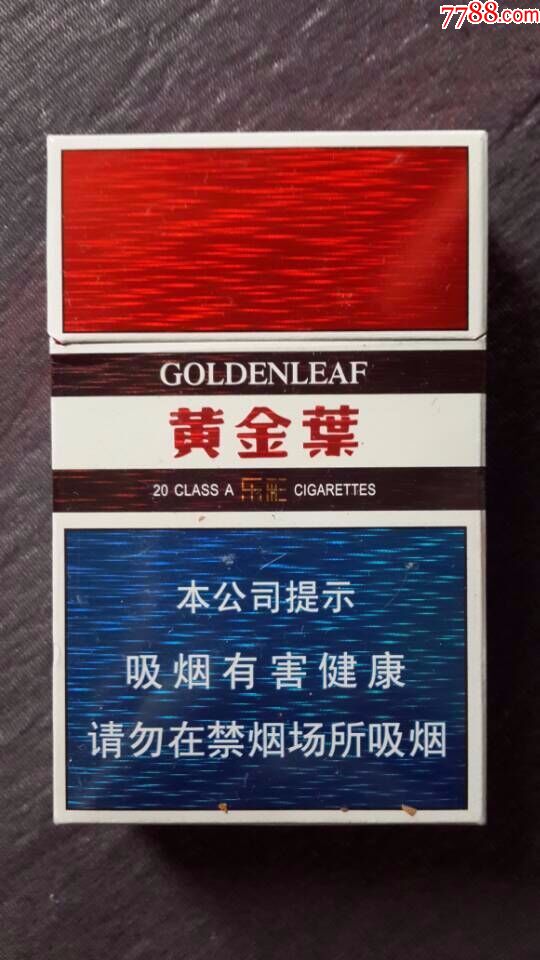 7788.com
GOLDENLEAF
黄金葉
20 CLASS A 乐彩 CIGARETTES
本公司提示
吸烟有害健康
请勿在禁烟场所吸烟